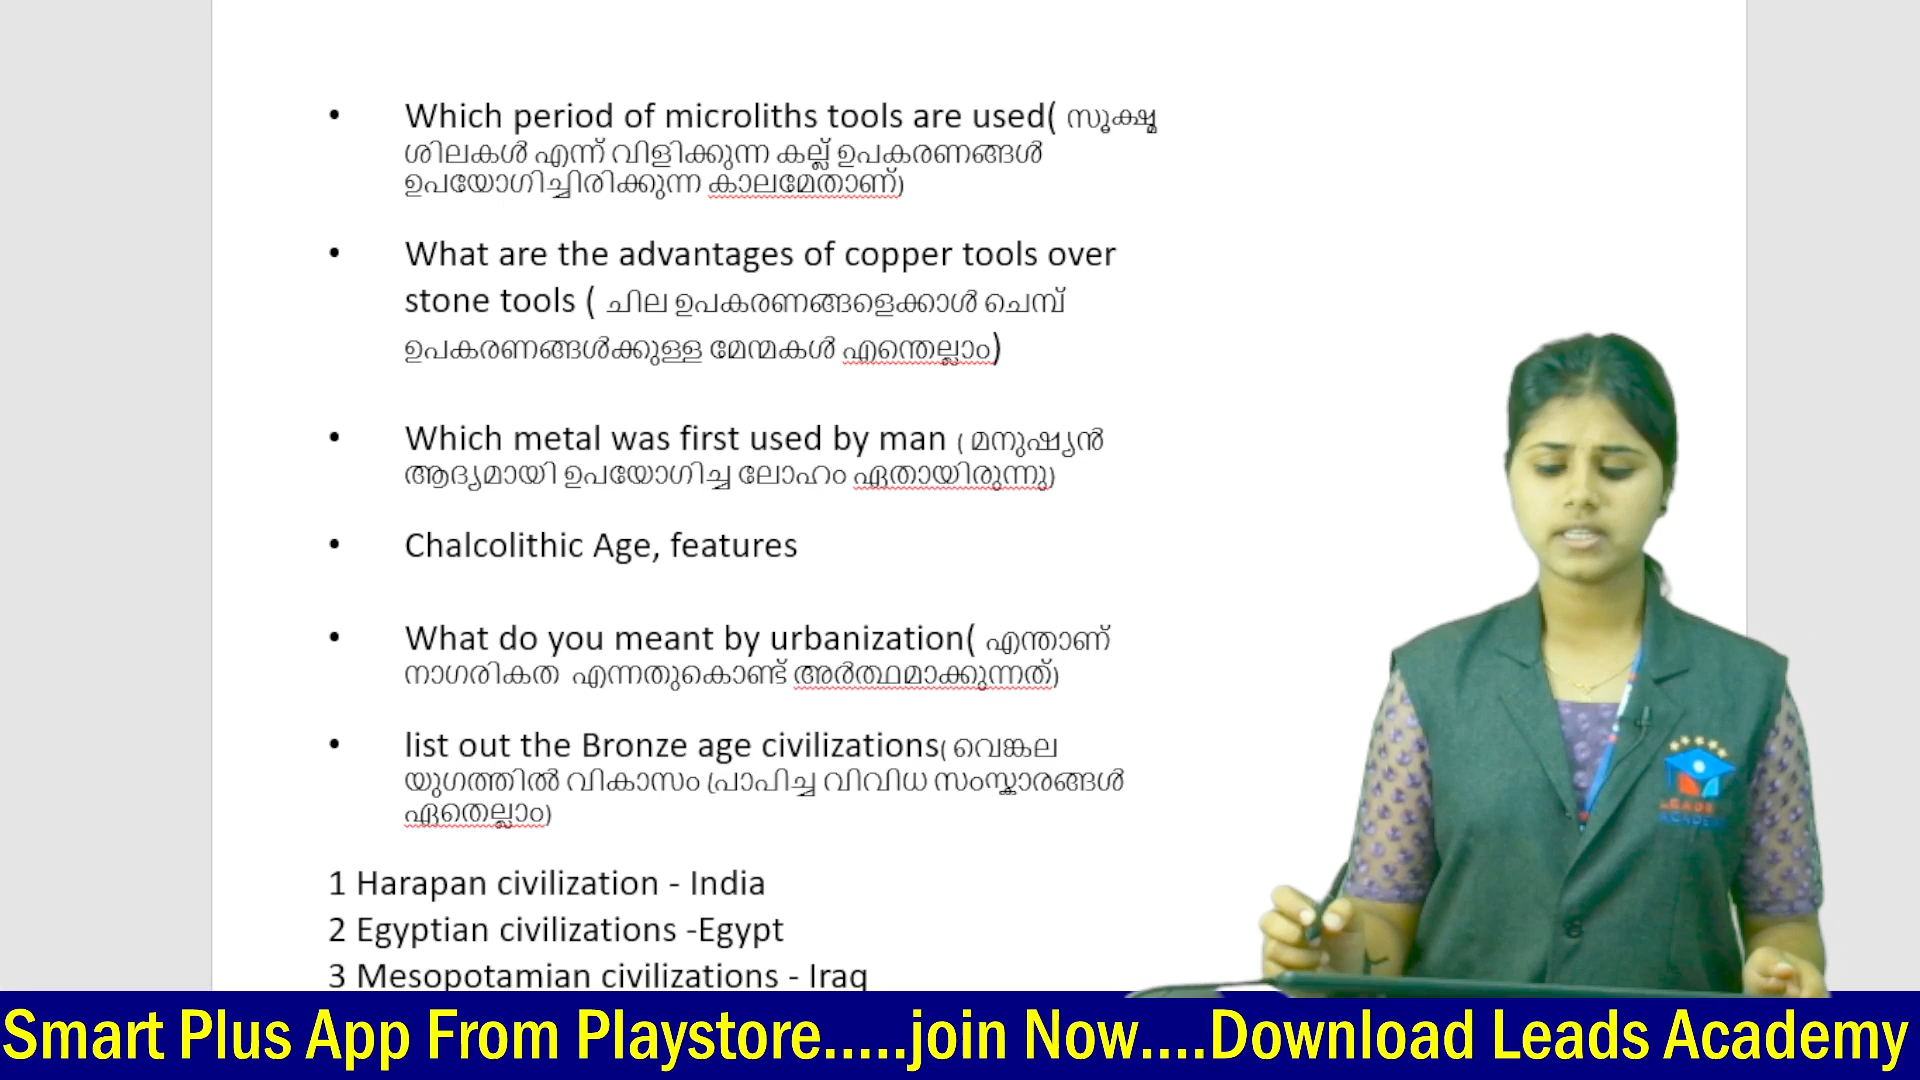 • Which period of microliths tools are used( സൂക്ഷ്മ
ശിലകൾ എന്ന് വിളിക്കുന്ന കല്ല് ഉപകരണങ്ങൾ
ഉപയോഗിച്ചിരിക്കുന്ന കാലമേതാണ്)
• What are the advantages of copper tools over
stone tools ( ചില ഉപകരണങ്ങളെക്കാൾ ചെമ്പ്
ഉപകരണങ്ങൾക്കുള്ള മേന്മകൾ എന്തെല്ലാം)
• Which metal was first used by man ( മനുഷ്യൻ
ആദ്യമായി ഉപയോഗിച്ച ലോഹം ഏതായിരുന്നു)
• Chalcolithic Age, features
• What do you meant by urbanization( എന്താണ്
നാഗരികത എന്നതുകൊണ്ട് അർത്ഥമാക്കുന്നത്)
• list out the Bronze age civilizations( വെങ്കല
യുഗത്തിൽ വികാസം പ്രാപിച്ച വിവിധ സംസ്കാരങ്ങൾ
ഏതെല്ലാം)
1 Harapan civilization - India
2 Egyptian civilizations -Egypt
3 Mesopotamian civilizations - Iraq
LEADS
ACADEMY
Smart Plus App From Playstore.....join Now....Download Leads Academy